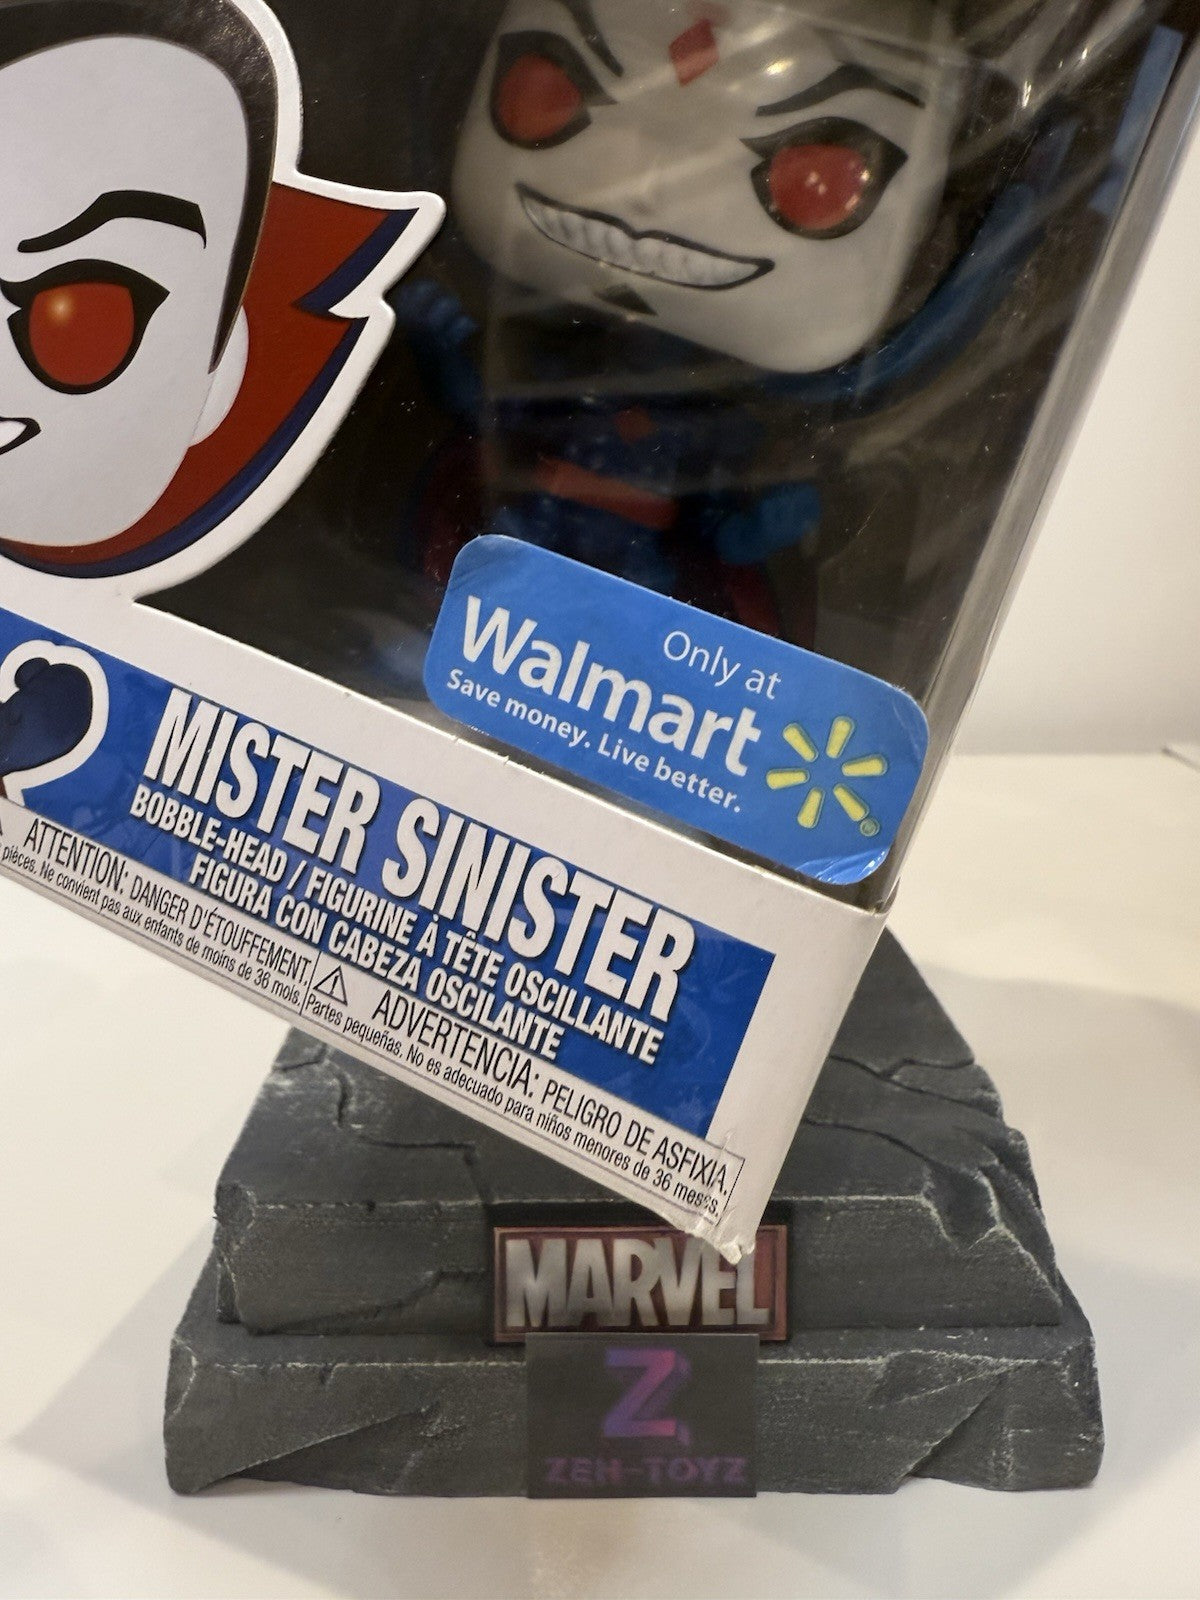 Only at
Walmart
Save money. Live better.
®
MISTER SINISTER
BOBBLE-HEAD / FIGURINE À TÊTE OSCILLANTE
FIGURA CON CABEZA OSCILANTE
ATTENTION: DANGER D'ÉTOUFFEMENT.
pièces. Ne convient pas aux enfants de moins de 36 mois.
ADVERTENCIA: PELIGRO DE ASFIXIA.
Partes pequeñas. No es adecuado para niños menores de 36 meses.
MARVEL
Z
ZEH-TOYZ